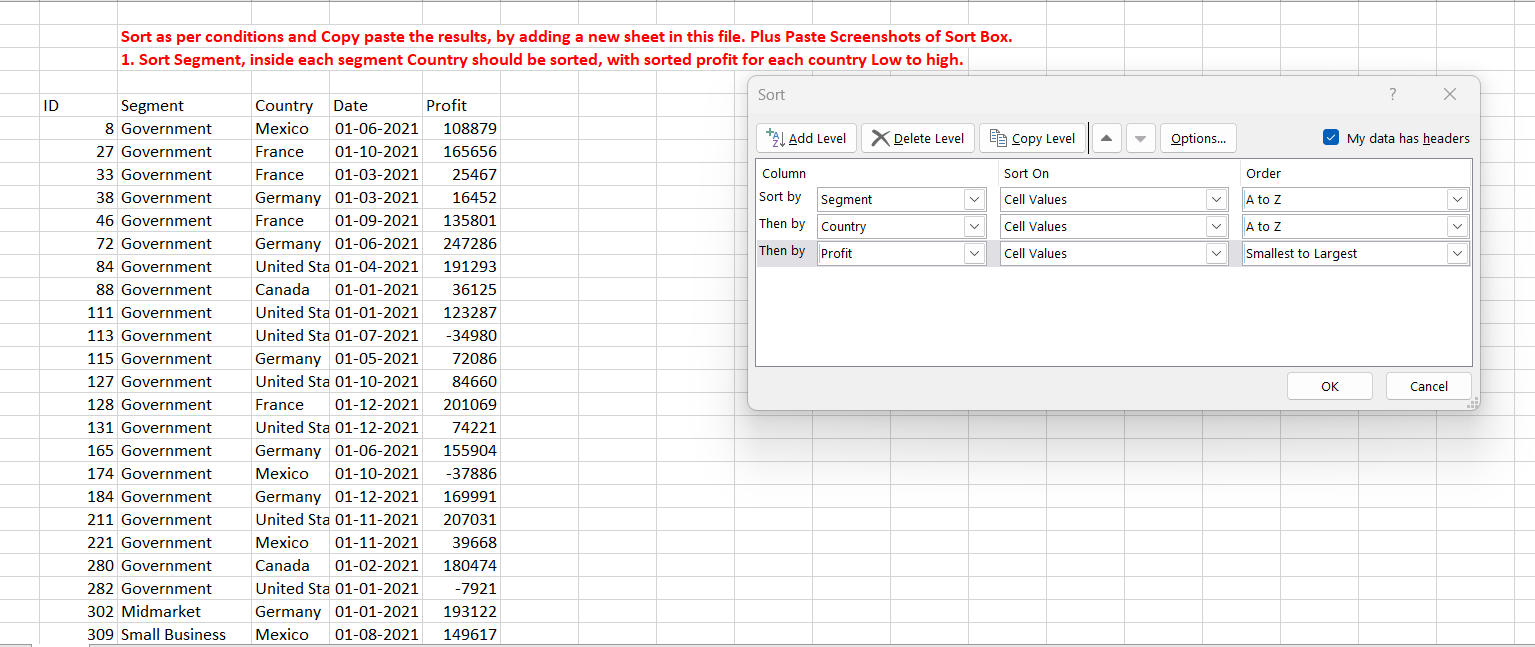 Sort as per conditions and Copy paste the results, by adding a new sheet in this file. Plus Paste Screenshots of Sort Box.
1. Sort Segment, inside each segment Country should be sorted, with sorted profit for each country Low to high.
ID Segment Country Date Profit
8 Government Mexico 01-06-2021 108879
27 Government France 01-10-2021 165656
33 Government France 01-03-2021 25467
38 Government Germany 01-03-2021 16452
46 Government France 01-09-2021 135801
72 Government Germany 01-06-2021 247286
84 Government United Sta 01-04-2021 191293
88 Government Canada 01-01-2021 36125
111 Government United Sta 01-01-2021 123287
113 Government United Sta 01-07-2021 -34980
115 Government Germany 01-05-2021 72086
127 Government United Sta 01-10-2021 84660
128 Government France 01-12-2021 201069
131 Government United Sta 01-12-2021 74221
165 Government Germany 01-06-2021 155904
174 Government Mexico 01-10-2021 -37886
184 Government Germany 01-12-2021 169991
211 Government United Sta 01-11-2021 207031
221 Government Mexico 01-11-2021 39668
280 Government Canada 01-02-2021 180474
282 Government United Sta 01-01-2021 -7921
302 Midmarket Germany 01-01-2021 193122
309 Small Business Mexico 01-08-2021 149617
Sort ?
Add Level Delete Level Copy Level Options... My data has headers
Column Sort On Order
Sort by Segment Cell Values A to Z
Then by Country Cell Values A to Z
Then by Profit Cell Values Smallest to Largest
OK Cancel